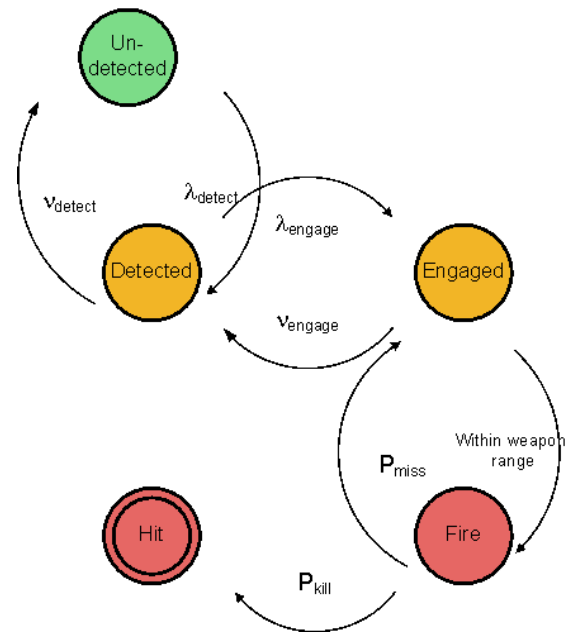 Un-
detected
λdetect
νdetect
λengage
Detected
Engaged
νengage
Within weapon
range
Pmiss
Hit
Fire
Pkill